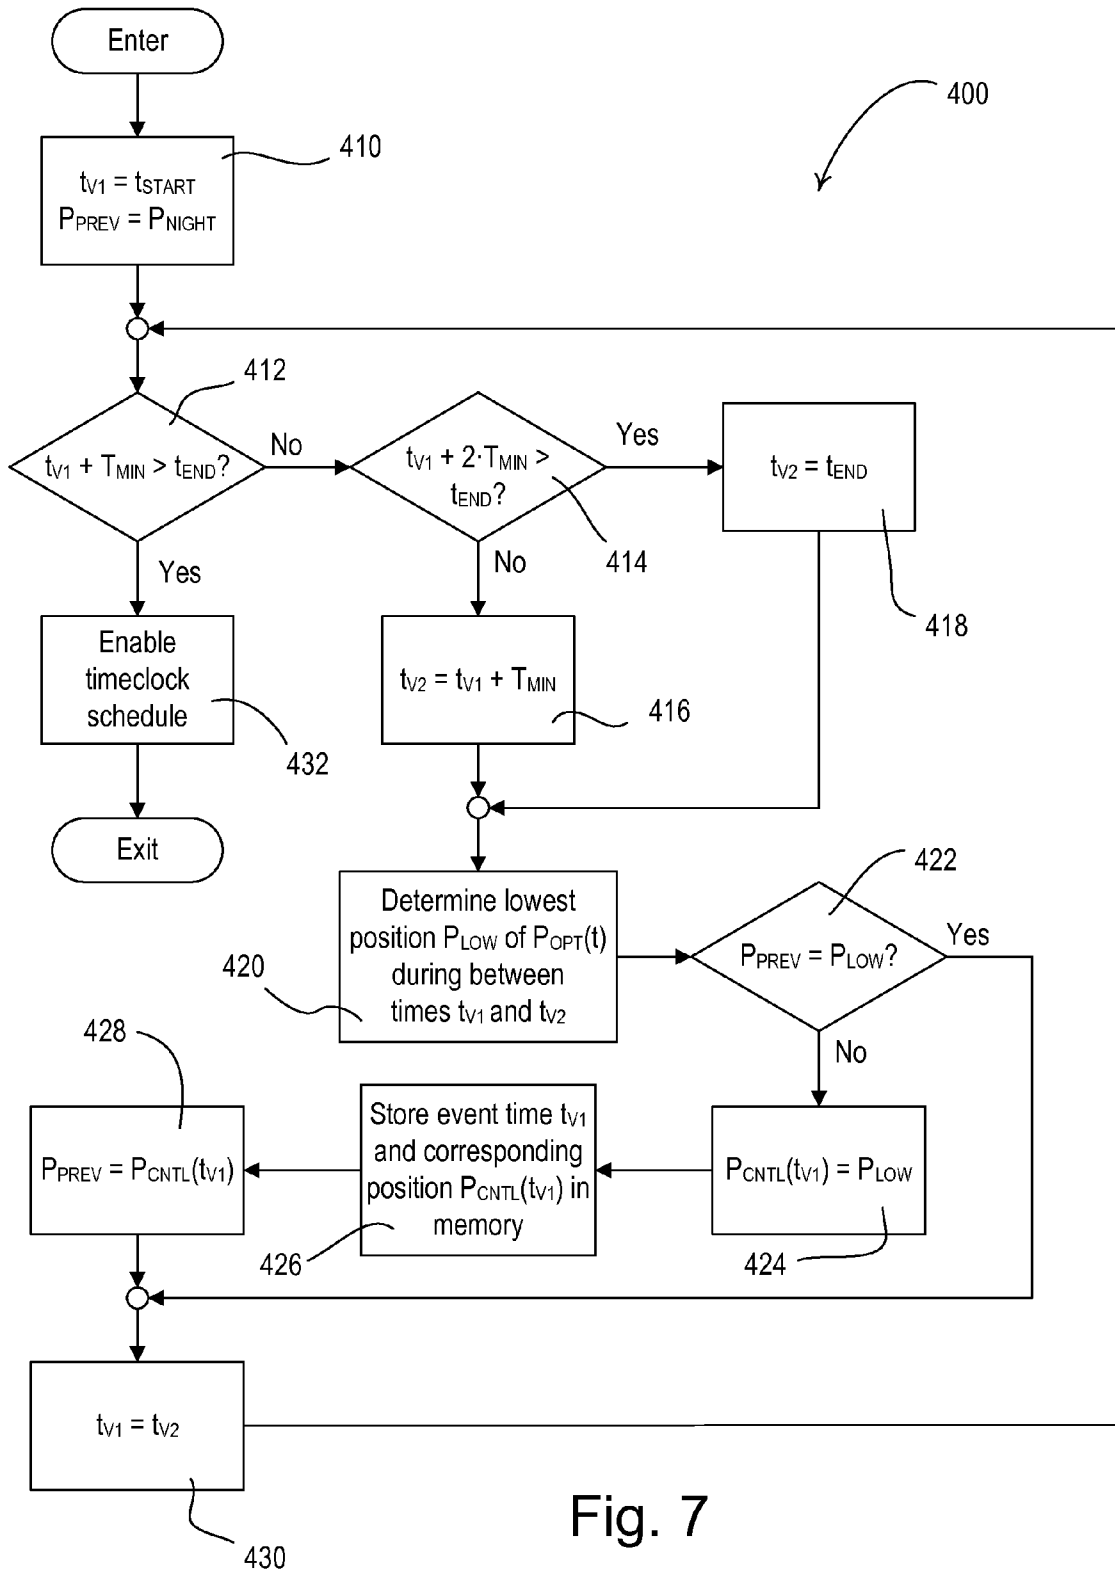 Enter
400
410
tV1 = tSTART
PPREV = PNIGHT
412
tV1 + TMIN > tEND?
No
Yes
tV1 + 2·TMIN >
tEND?
414
Yes
No
tV2 = tEND
418
Enable
timeclock
schedule
432
tV2 = tV1 + TMIN
416
Exit
Determine lowest
position PLOW of POPT(t)
during between
times tV1 and tV2
420
422
PPREV = PLOW?
Yes
No
428
PPREV = PCNTL(tV1)
Store event time tV1
and corresponding
position PCNTL(tV1) in
memory
426
PCNTL(tV1) = PLOW
424
tV1 = tV2
430
Fig. 7